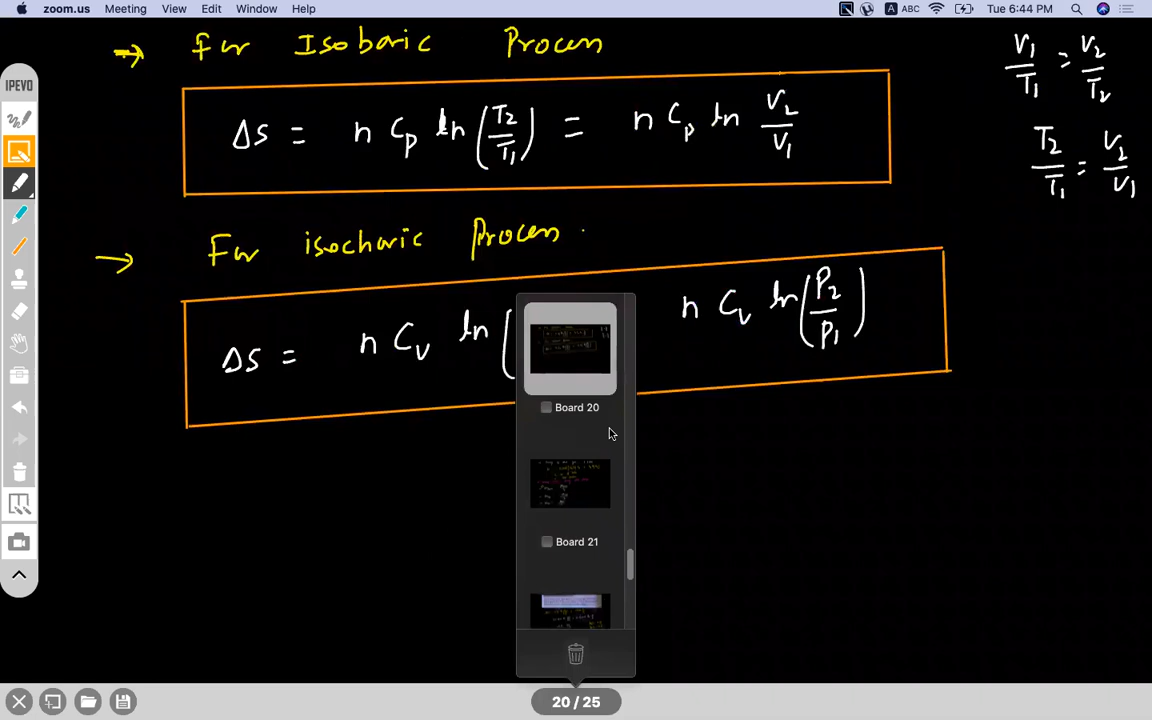 zoom.us Meeting View Edit Window Help ABC Tue 6:44 PM
IPEVO
→ For Isobaric Process
ΔS = n Cp ln (T2/T1) = n Cp ln V2/V1
V1/T1 = V2/T2
T2/T1 = V2/V1
→ For isochoric Process.
ΔS = n Cv ln ( n Cv ln (P2/P1)
Board 20
Board 21
20 / 25